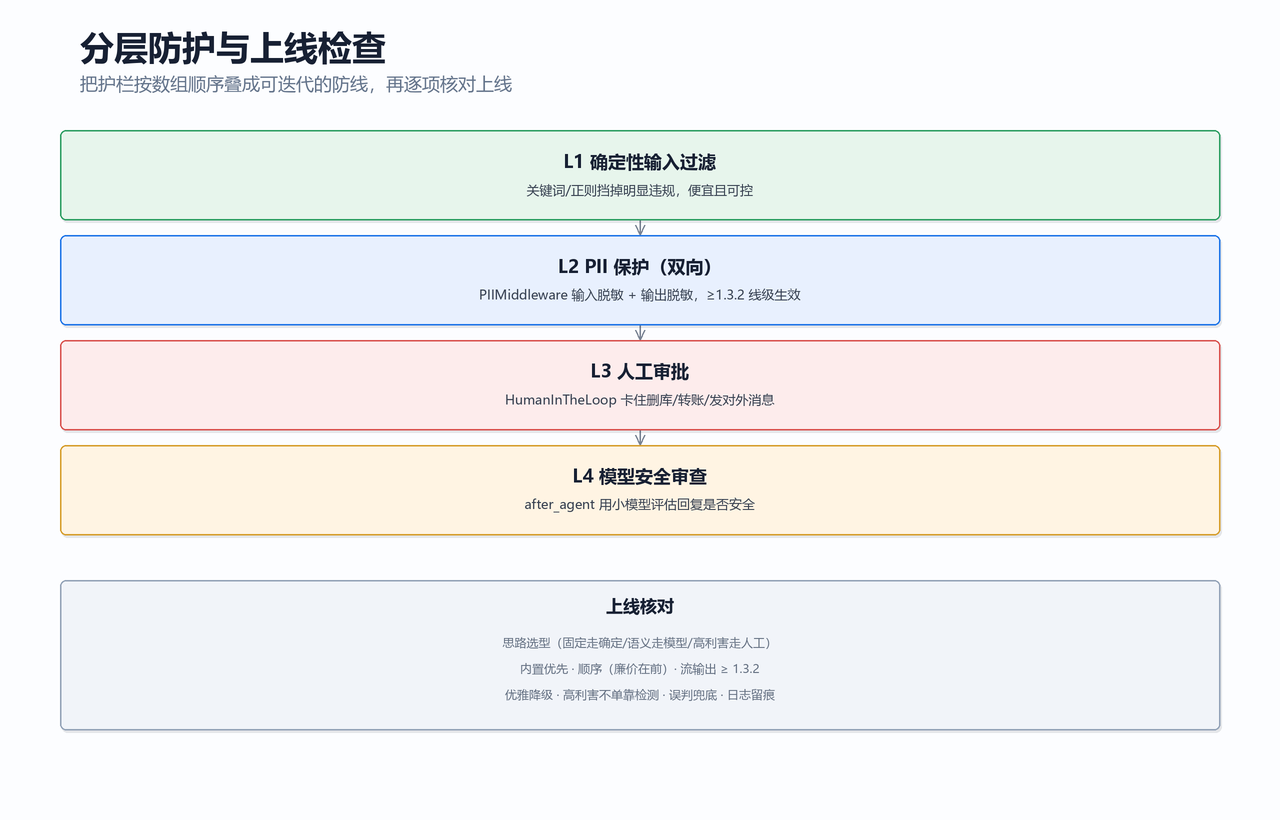 分层防护与上线检查
把护栏按数组顺序叠成可迭代的防线，再逐项核对上线
L1 确定性输入过滤
关键词/正则挡掉明显违规，便宜且可控
L2 PII 保护（双向）
PIIMiddleware 输入脱敏 + 输出脱敏，≥1.3.2 线级生效
L3 人工审批
HumanInTheLoop 卡住删库/转账/发对外消息
L4 模型安全审查
after_agent 用小模型评估回复是否安全
上线核对
思路选型（固定走确定/语义走模型/高利害走人工）
内置优先 · 顺序（廉价在前）· 流输出 ≥ 1.3.2
优雅降级 · 高利害不单靠检测 · 误判兜底 · 日志留痕